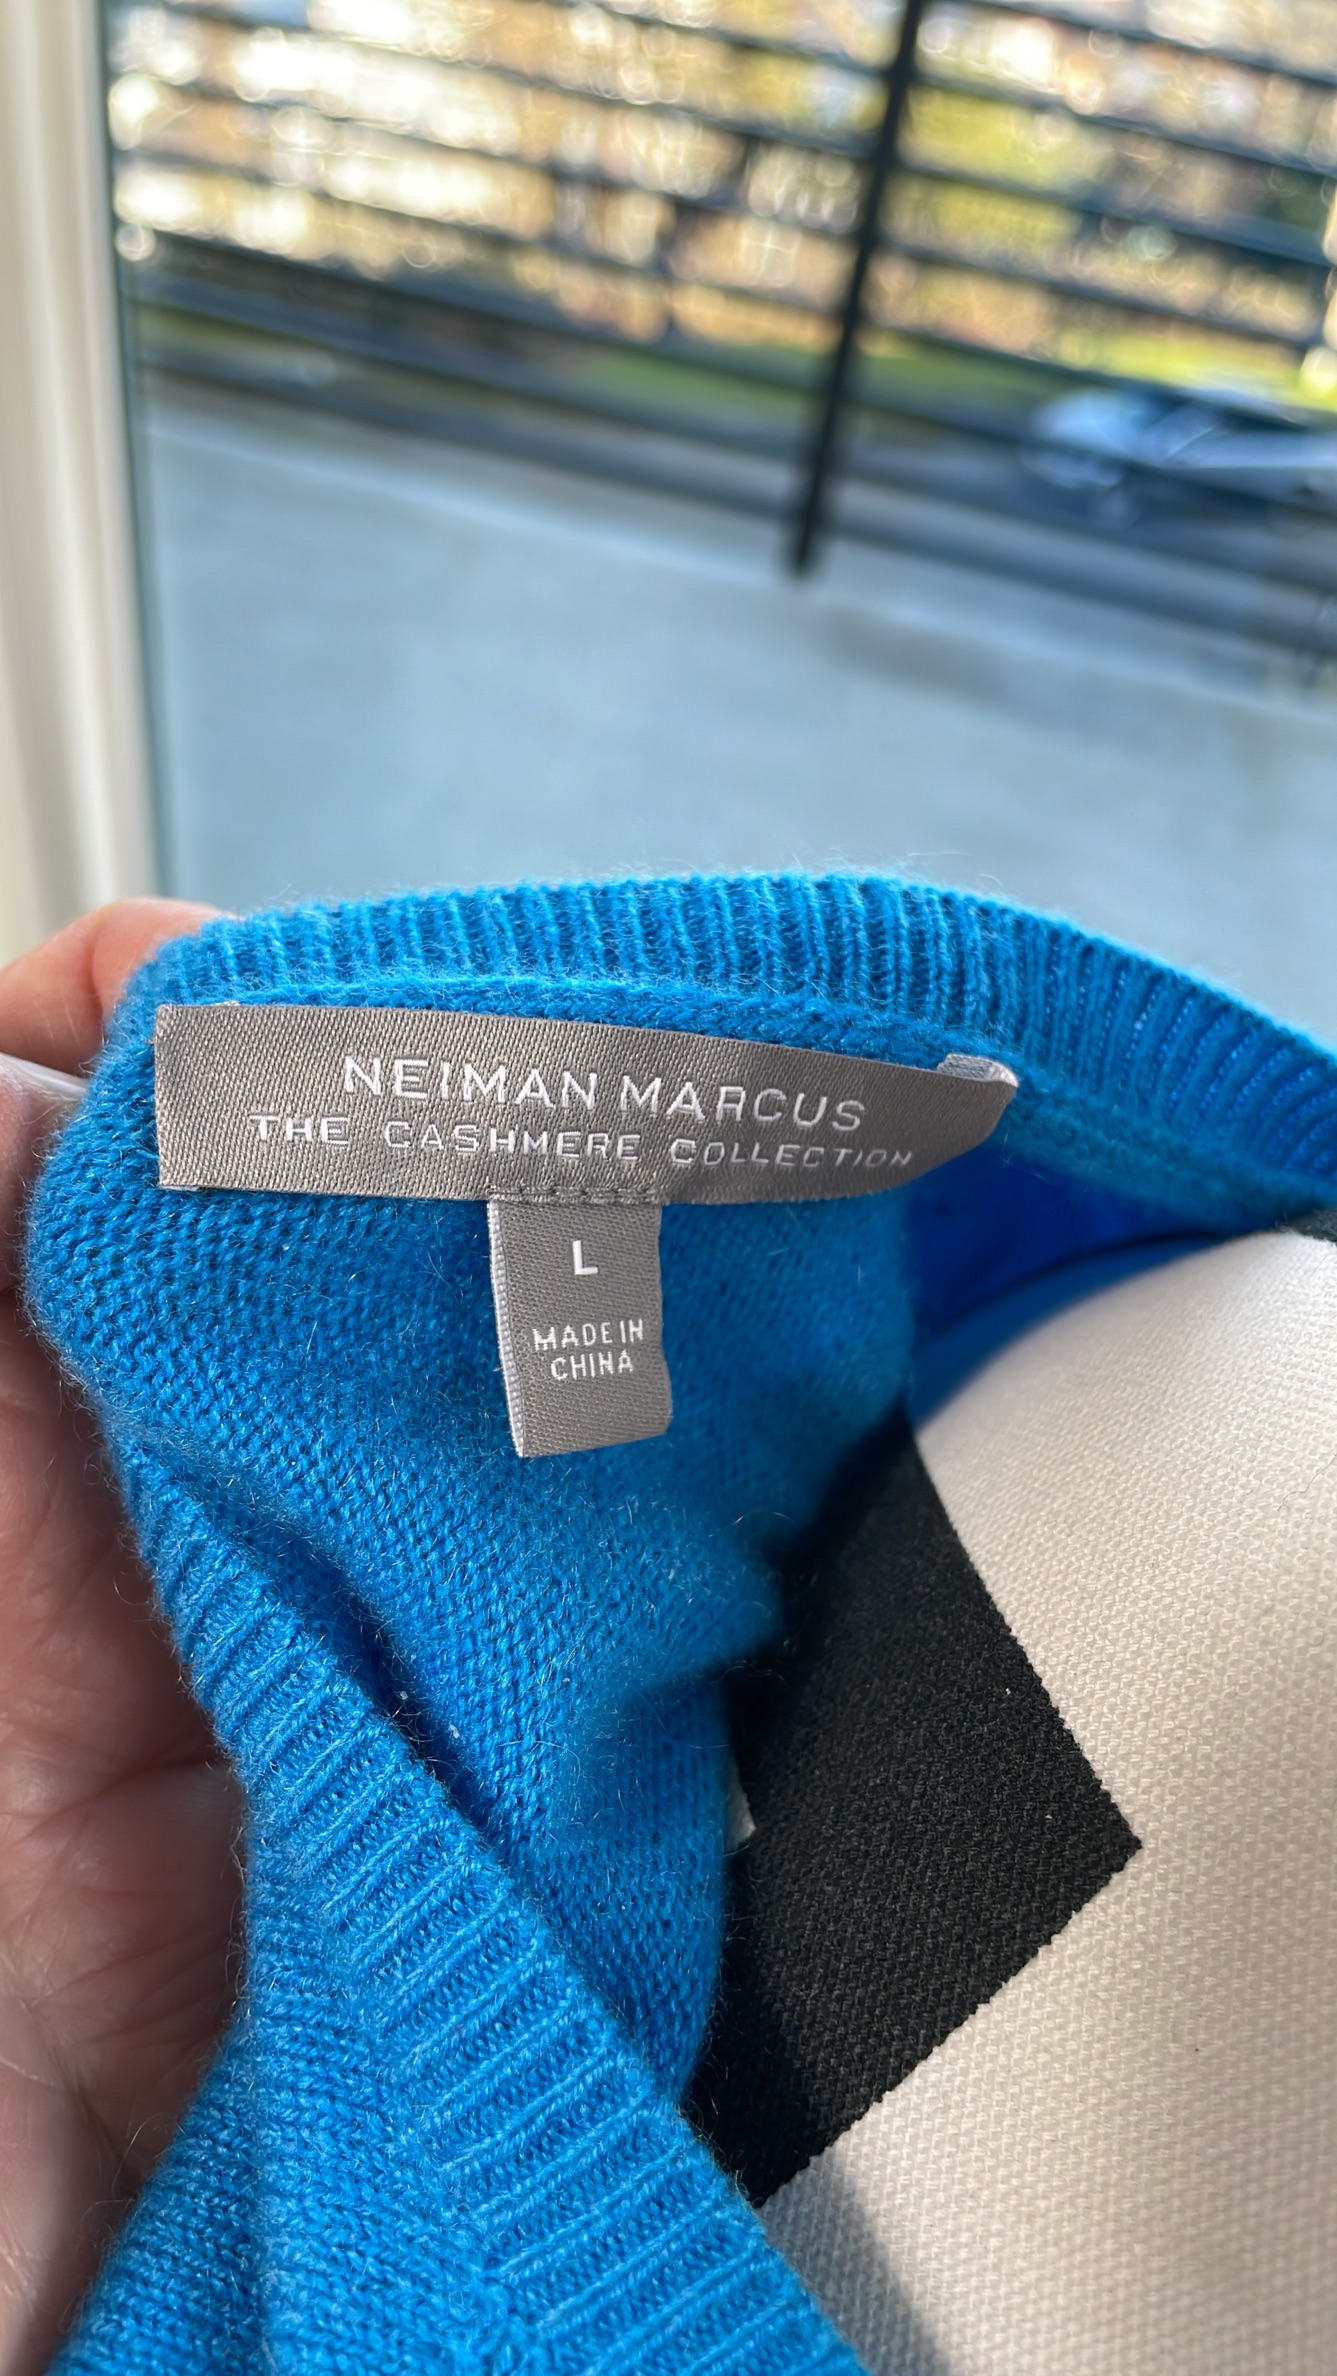 NEIMAN MARCUS
THE CASHMERE COLLECTION
L
MADE IN
CHINA